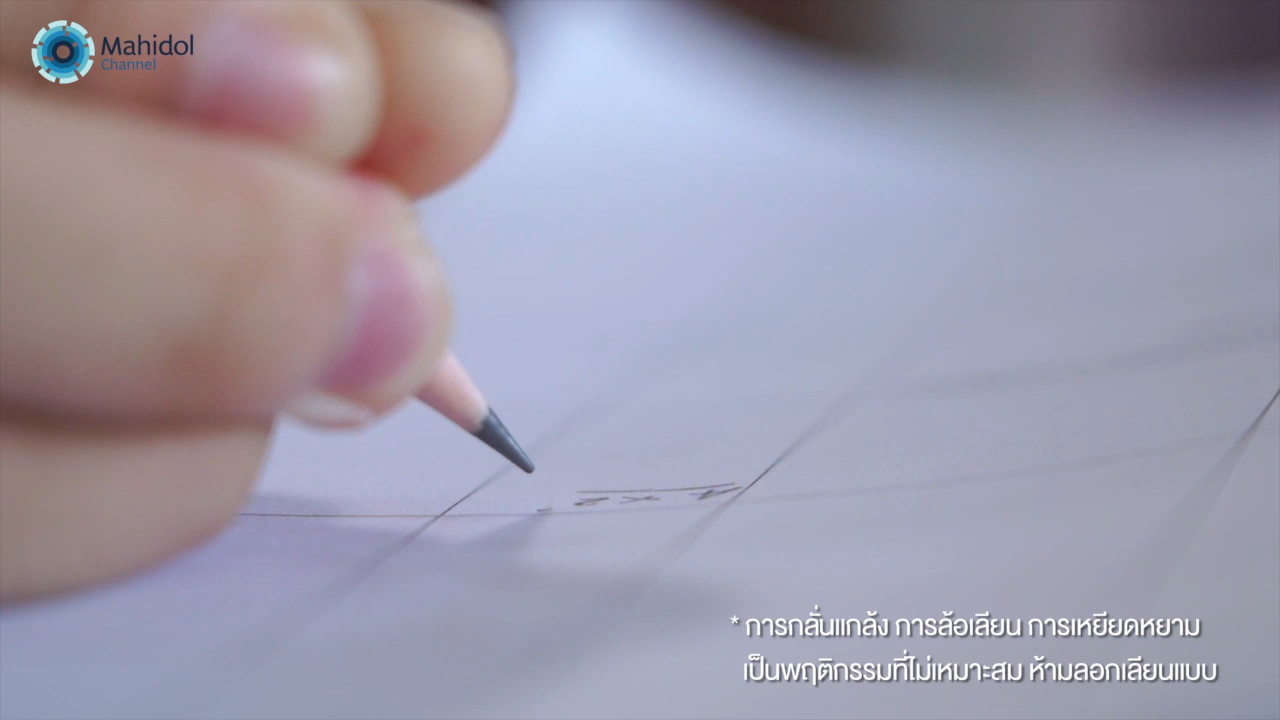 Mahidol
Channel
4 × 2
* การกลั่นแกล้ง การล้อเลียน การเหยียดหยาม
เป็นพฤติกรรมที่ไม่เหมาะสม ห้ามลอกเลียนแบบ